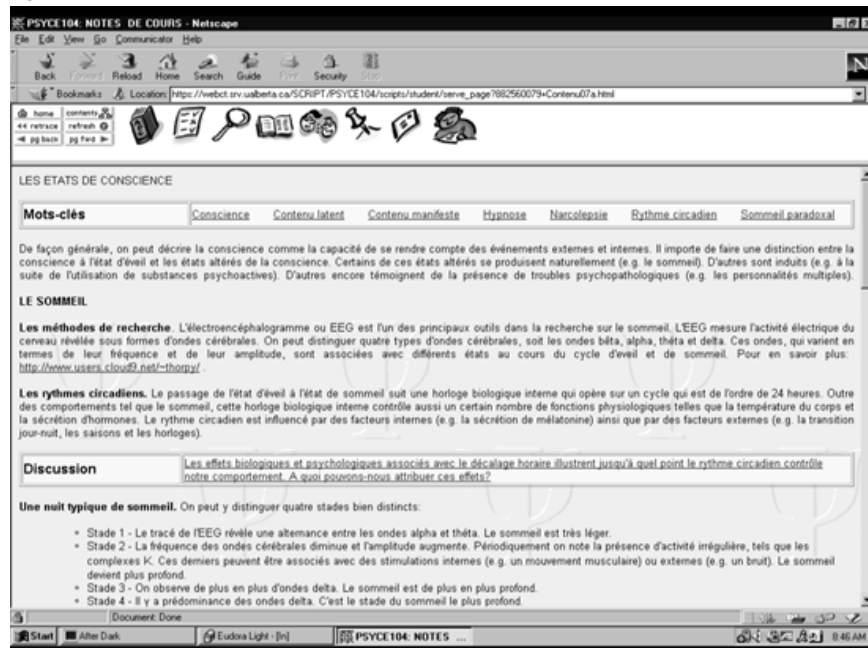 PSYCE104: NOTES DE COURS - Netscape
File Edit View Go Communicator Help
Back Forward Reload Home Search Guide Print Security Stop
Bookmarks Location: https://webct.srv.ualberta.ca/SCRIPT/PSYCE104/scripts/student/serve_page?882560079+Contenu07a.html
home contents
retrace refresh
pg back pg fwd
LES ETATS DE CONSCIENCE
Mots-clés Conscience Contenu latent Contenu manifeste Hypnose Narcolepsie Rythme circadien Sommeil paradoxal
De façon générale, on peut décrire la conscience comme la capacité de se rendre compte des événements externes et internes. Il importe de faire une distinction entre la
conscience à l'état d'éveil et les états altérés de la conscience. Certains de ces états altérés se produisent naturellement (e.g. le sommeil). D'autres sont induits (e.g. à la
suite de l'utilisation de substances psychoactives). D'autres encore témoignent de la présence de troubles psychopathologiques (e.g. les personnalités multiples).
LE SOMMEIL
Les méthodes de recherche. L'électroencéphalogramme ou EEG est l'un des principaux outils dans la recherche sur le sommeil. L'EEG mesure l'activité électrique du
cerveau révélée sous formes d'ondes cérébrales. On peut distinguer quatre types d'ondes cérébrales, soit les ondes bêta, alpha, thêta et delta. Ces ondes, qui varient en
termes de leur fréquence et de leur amplitude, sont associées avec différents états au cours du cycle d'éveil et de sommeil. Pour en savoir plus:
http://www.users.cloud9.net/~thorpy/ .
Les rythmes circadiens. Le passage de l'état d'éveil à l'état de sommeil suit une horloge biologique interne qui opère sur un cycle qui est de l'ordre de 24 heures. Outre
des comportements tel que le sommeil, cette horloge biologique interne contrôle aussi un certain nombre de fonctions physiologiques telles que la température du corps et
la sécrétion d'hormones. Le rythme circadien est influencé par des facteurs internes (e.g. la sécrétion de mélatonine) ainsi que par des facteurs externes (e.g. la transition
jour-nuit, les saisons et les horloges).
Discussion Les effets biologiques et psychologiques associés avec le décalage horaire illustrent jusqu'à quel point le rythme circadien contrôle
notre comportement. A quoi pouvons-nous attribuer ces effets?
Une nuit typique de sommeil. On peut y distinguer quatre stades bien distincts:
Stade 1 - Le tracé de l'EEG révèle une alternance entre les ondes alpha et thêta. Le sommeil est très léger.
Stade 2 - La fréquence des ondes cérébrales diminue et l'amplitude augmente. Périodiquement on note la présence d'activité irrégulière, tels que les
complexes K. Ces derniers peuvent être associés avec des stimulations internes (e.g. un mouvement musculaire) ou externes (e.g. un bruit). Le sommeil
devient plus profond.
Stade 3 - On observe de plus en plus d'ondes delta. Le sommeil est de plus en plus profond.
Stade 4 - Il y a prédominance des ondes delta. C'est le stade du sommeil le plus profond.
Document: Done
Start After Dark Eudora Light - [In] PSYCE104: NOTES ... 8:46 AM